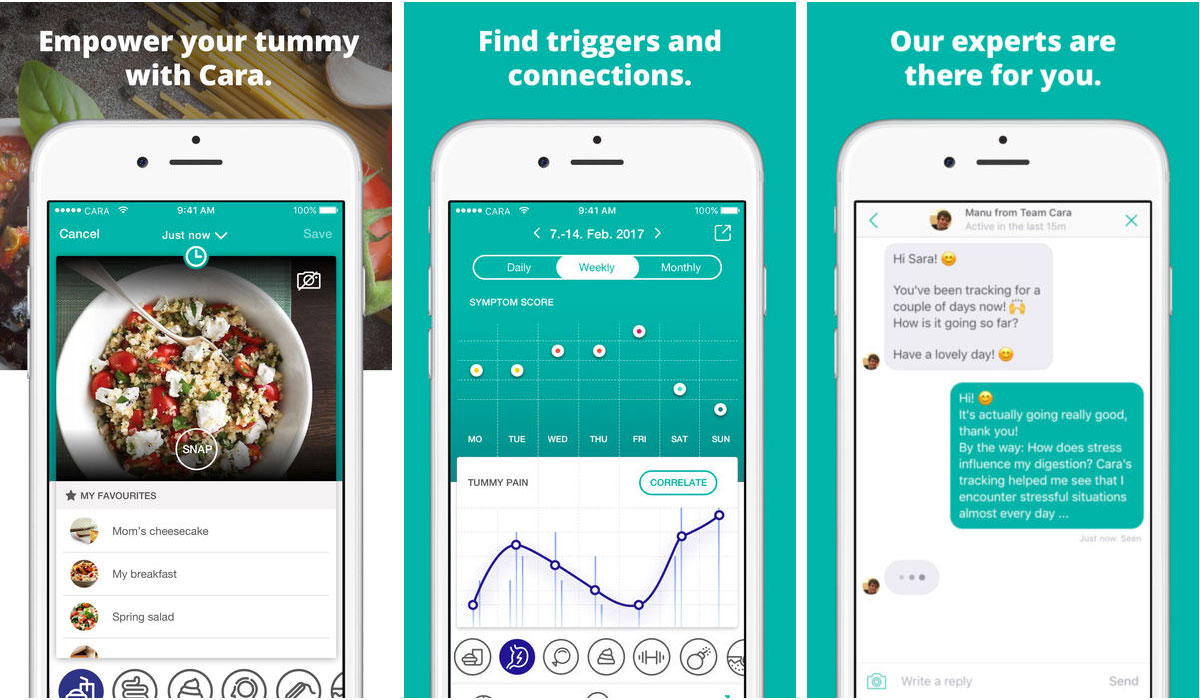 Empower your tummy
with Cara.
CARA
9:41 AM
100%
Cancel
Just now
Save
SNAP
MY FAVOURITES
Mom's cheesecake
My breakfast
Spring salad
Find triggers and
connections.
CARA
9:41 AM
100%
7.-14. Feb. 2017
Daily
Weekly
Monthly
SYMPTOM SCORE
MO TUE WED THU FRI SAT SUN
TUMMY PAIN
CORRELATE
Our experts are
there for you.
Manu from Team Cara
Active in the last 15m
Hi Sara! 😊
You've been tracking for a
couple of days now! 🙌
How is it going so far?
Have a lovely day! 😊
Hi! 😊
It's actually going really good,
thank you!
By the way: How does stress
influence my digestion? Cara's
tracking helped me see that I
encounter stressful situations
almost every day ...
Just now. Seen
Write a reply
Send